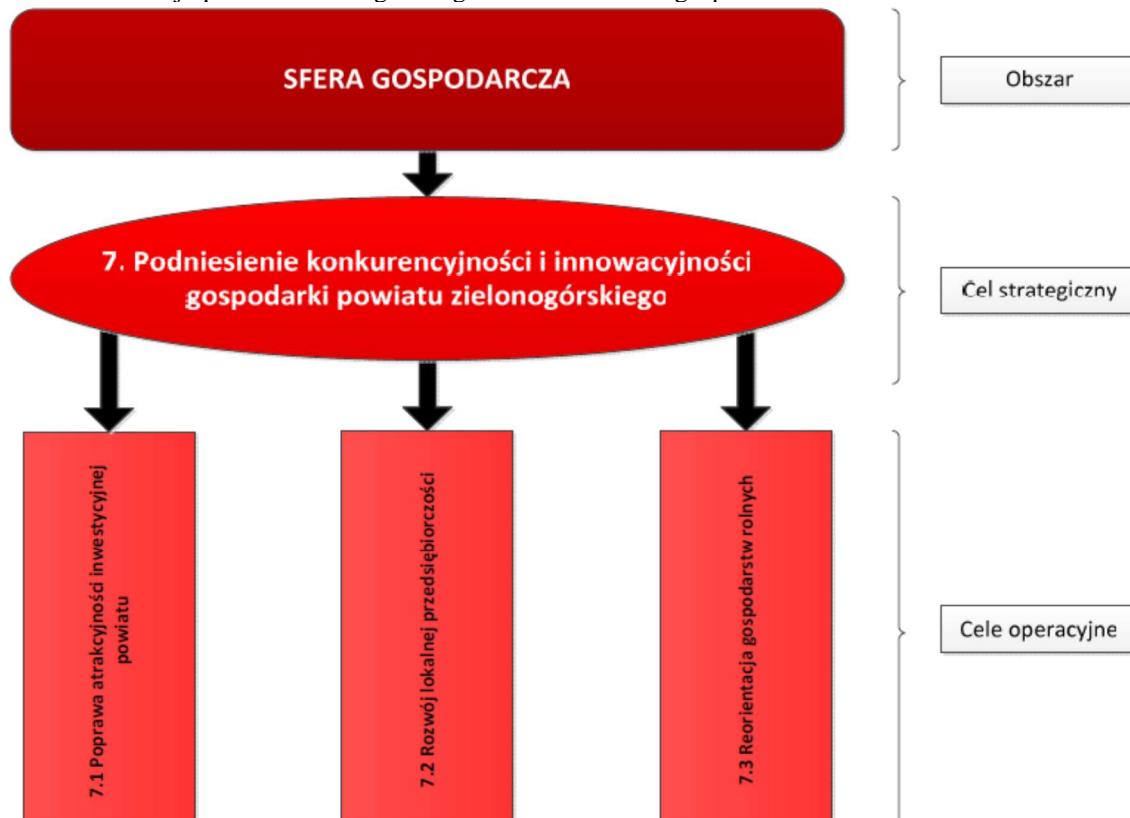 SFERA GOSPODARCZA
Obszar
7. Podniesienie konkurencyjności i innowacyjności
gospodarki powiatu zielonogórskiego
Cel strategiczny
7.1 Poprawa atrakcyjności inwestycyjnej
powiatu
7.2 Rozwój lokalnej przedsiębiorczości
7.3 Reorientacja gospodarstw rolnych
Cele operacyjne